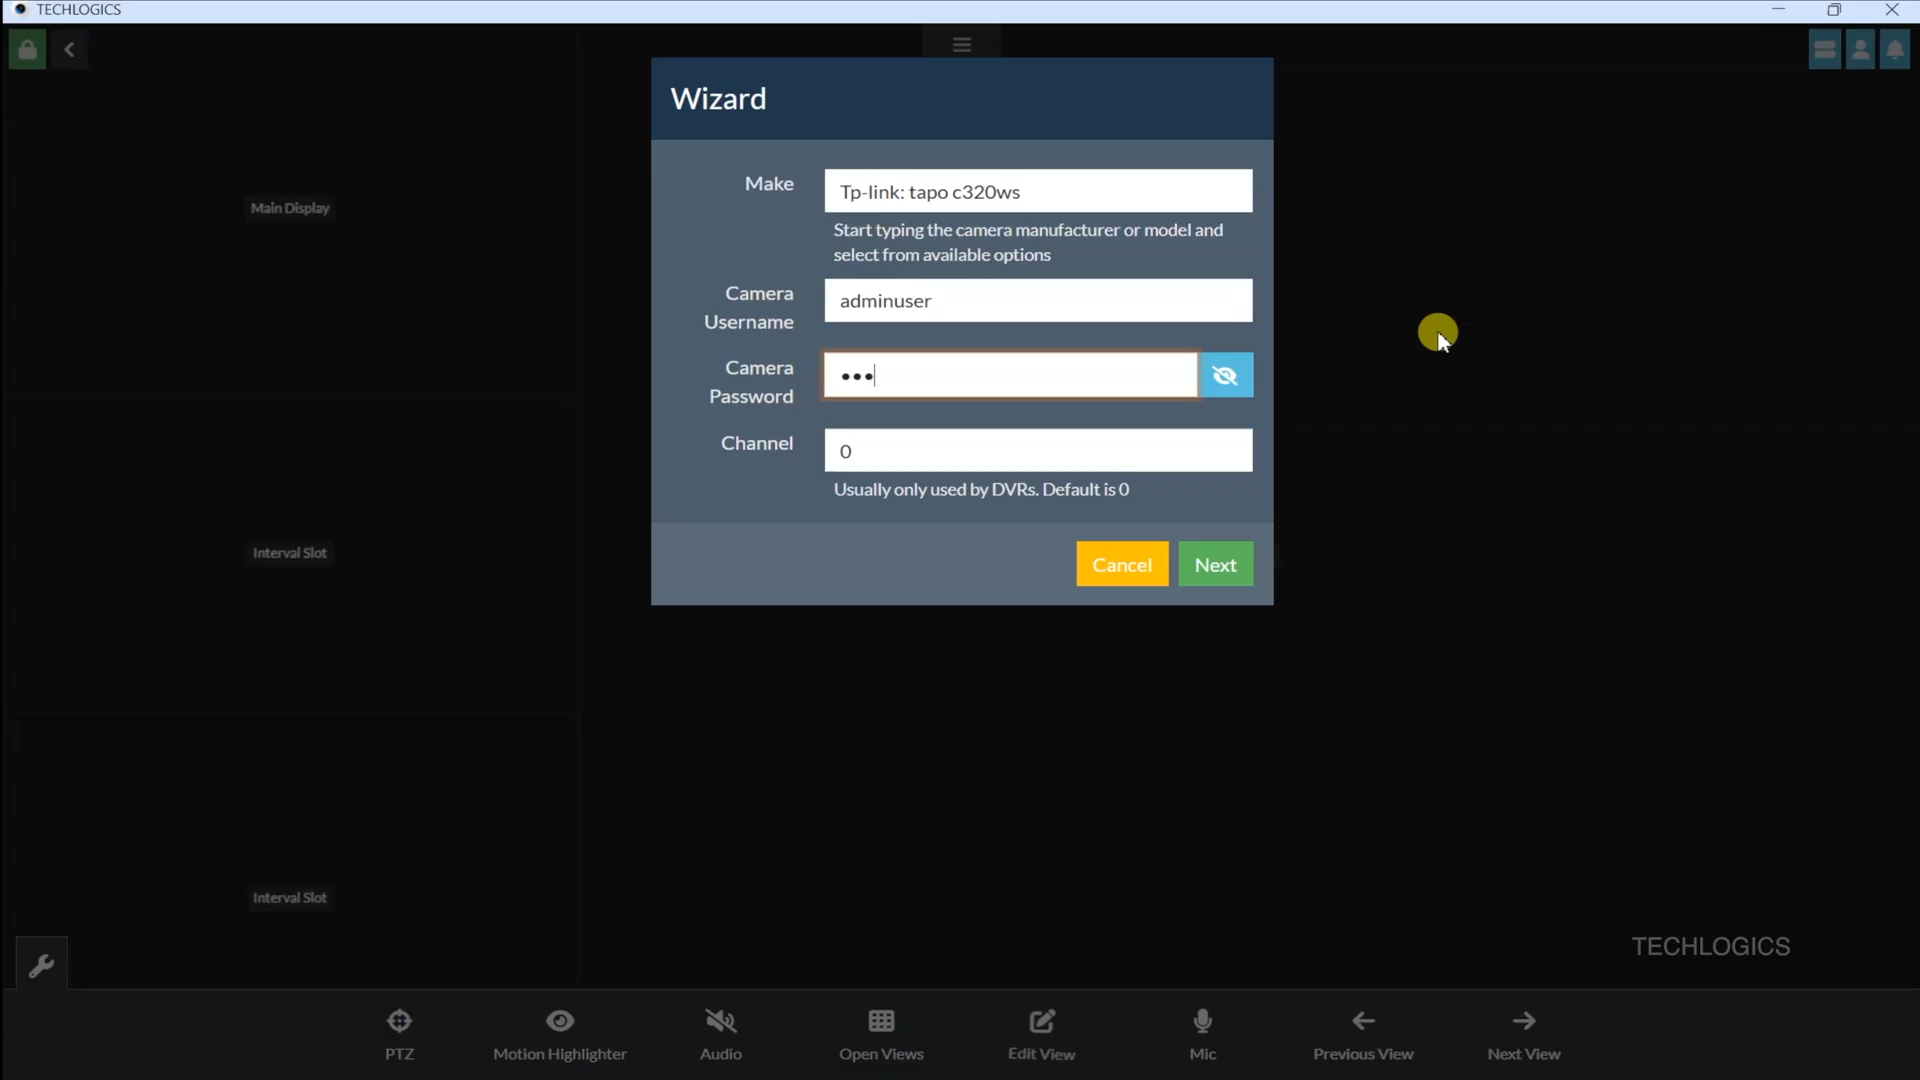 TECHLOGICS
Wizard
Make
Tp-link: tapo c320ws
Start typing the camera manufacturer or model and
select from available options
Camera
Username
adminuser
Camera
Password
Channel
0
Usually only used by DVRs. Default is 0
Cancel
Next
Main Display
Interval Slot
Interval Slot
TECHLOGICS
PTZ
Motion Highlighter
Audio
Open Views
Edit View
Mic
Previous View
Next View